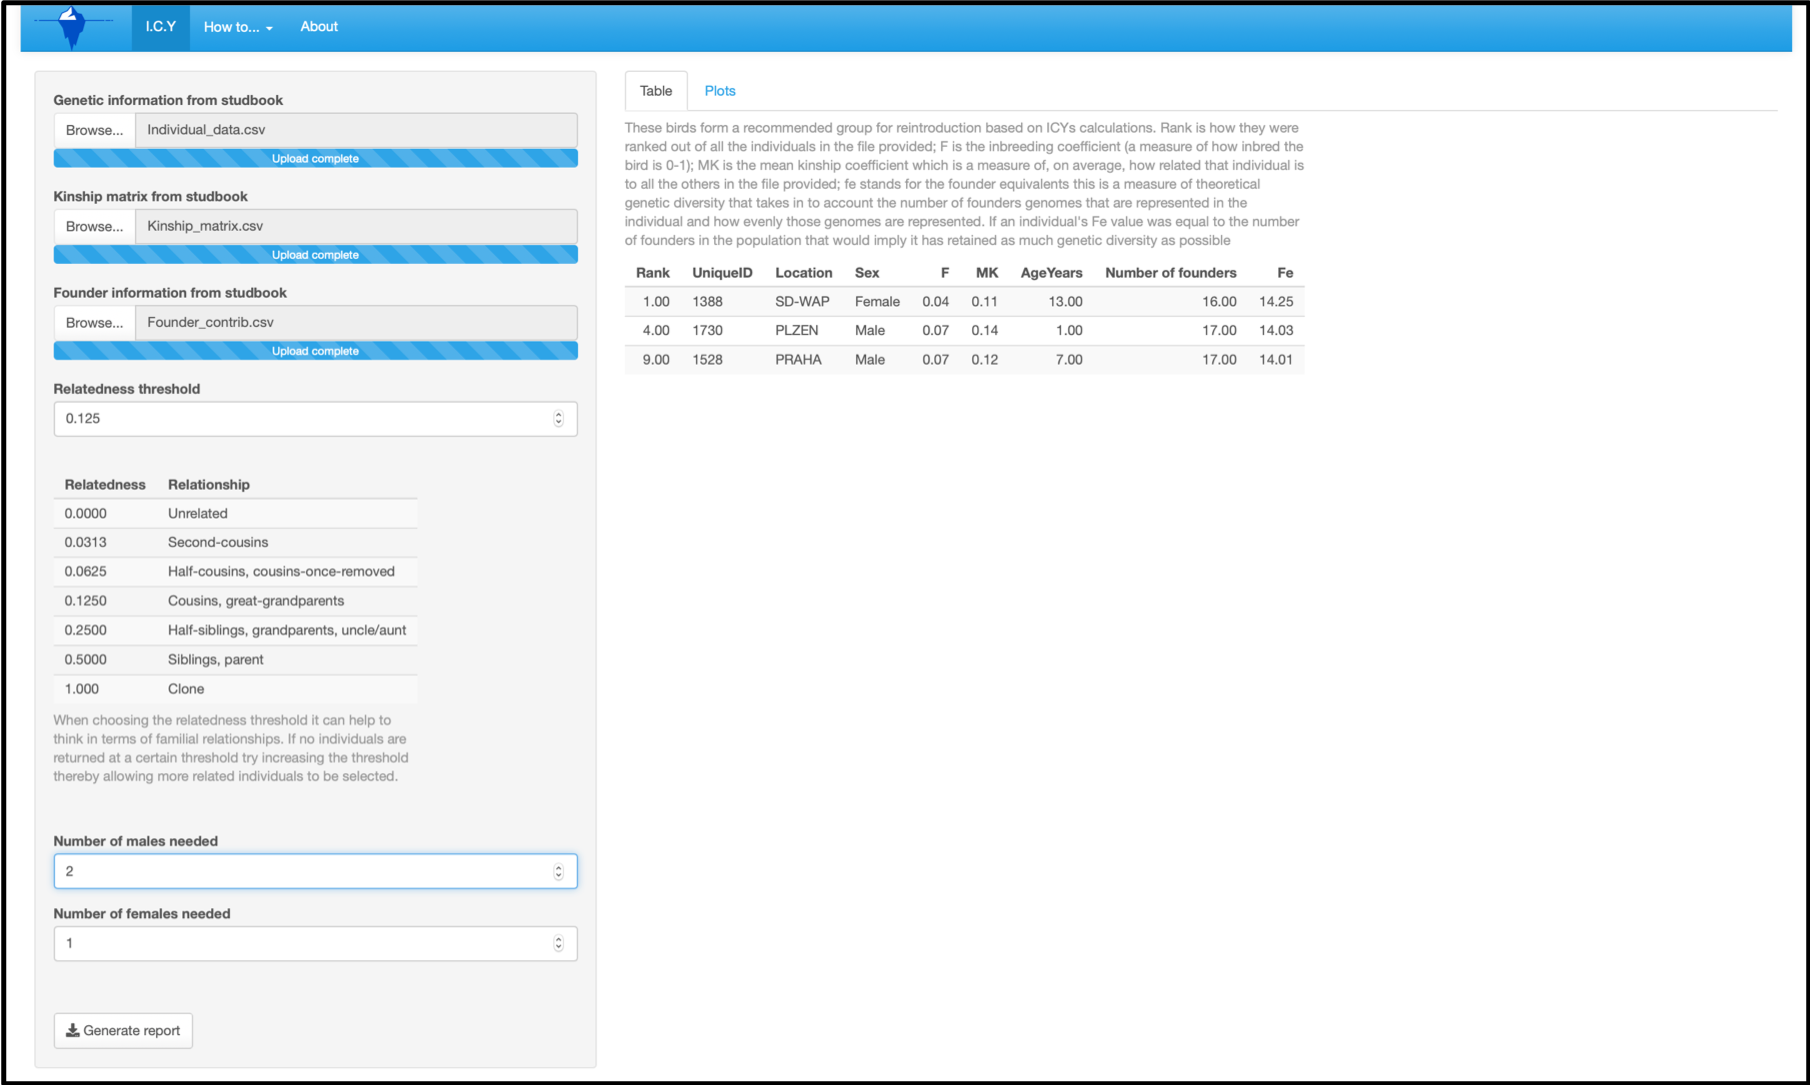 I.C.Y How to... About
Genetic information from studbook
Browse... Individual_data.csv
Upload complete
Kinship matrix from studbook
Browse... Kinship_matrix.csv
Upload complete
Founder information from studbook
Browse... Founder_contrib.csv
Upload complete
Relatedness threshold
0.125
Relatedness Relationship
0.0000 Unrelated
0.0313 Second-cousins
0.0625 Half-cousins, cousins-once-removed
0.1250 Cousins, great-grandparents
0.2500 Half-siblings, grandparents, uncle/aunt
0.5000 Siblings, parent
1.000 Clone
When choosing the relatedness threshold it can help to
think in terms of familial relationships. If no individuals are
returned at a certain threshold try increasing the threshold
thereby allowing more related individuals to be selected.
Number of males needed
2
Number of females needed
1
Generate report
Table Plots
These birds form a recommended group for reintroduction based on ICYs calculations. Rank is how they were
ranked out of all the individuals in the file provided; F is the inbreeding coefficient (a measure of how inbred the
bird is 0-1); MK is the mean kinship coefficient which is a measure of, on average, how related that individual is
to all the others in the file provided; fe stands for the founder equivalents this is a measure of theoretical
genetic diversity that takes in to account the number of founders genomes that are represented in the
individual and how evenly those genomes are represented. If an individual's Fe value was equal to the number
of founders in the population that would imply it has retained as much genetic diversity as possible
Rank UniqueID Location Sex F MK AgeYears Number of founders Fe
1.00 1388 SD-WAP Female 0.04 0.11 13.00 16.00 14.25
4.00 1730 PLZEN Male 0.07 0.14 1.00 17.00 14.03
9.00 1528 PRAHA Male 0.07 0.12 7.00 17.00 14.01